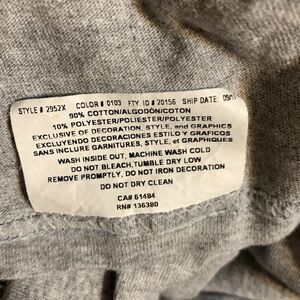 STYLE # 2952X COLOR # 0103 FTY. ID # 20156 SHIP DATE:
90% COTTON/ALGODÓN/COTON
10% POLYESTER/POLIESTER/POLYESTER
EXCLUSIVE OF DECORATION, STYLE, and GRAPHICS
EXCLUYENDO DECORACIONES ESTILO Y GRAFICOS
SANS INCLURE GARNITURES, STYLE, et GRAPHIQUES
WASH INSIDE OUT, MACHINE WASH COLD
DO NOT BLEACH,TUMBLE DRY LOW
REMOVE PROMPTLY, DO NOT IRON DECORATION
DO NOT DRY CLEAN
CA# 61484
RN# 136380